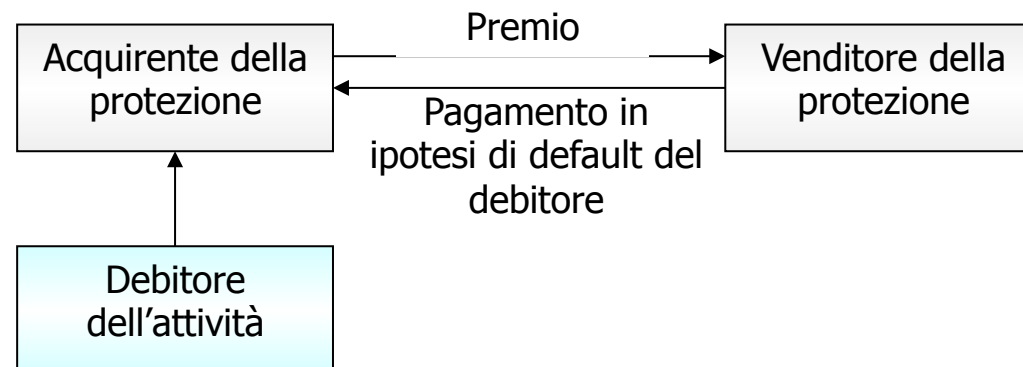 Acquirente della
protezione
Premio
Venditore della
protezione
Pagamento in
ipotesi di default del
debitore
Debitore
dell’attività